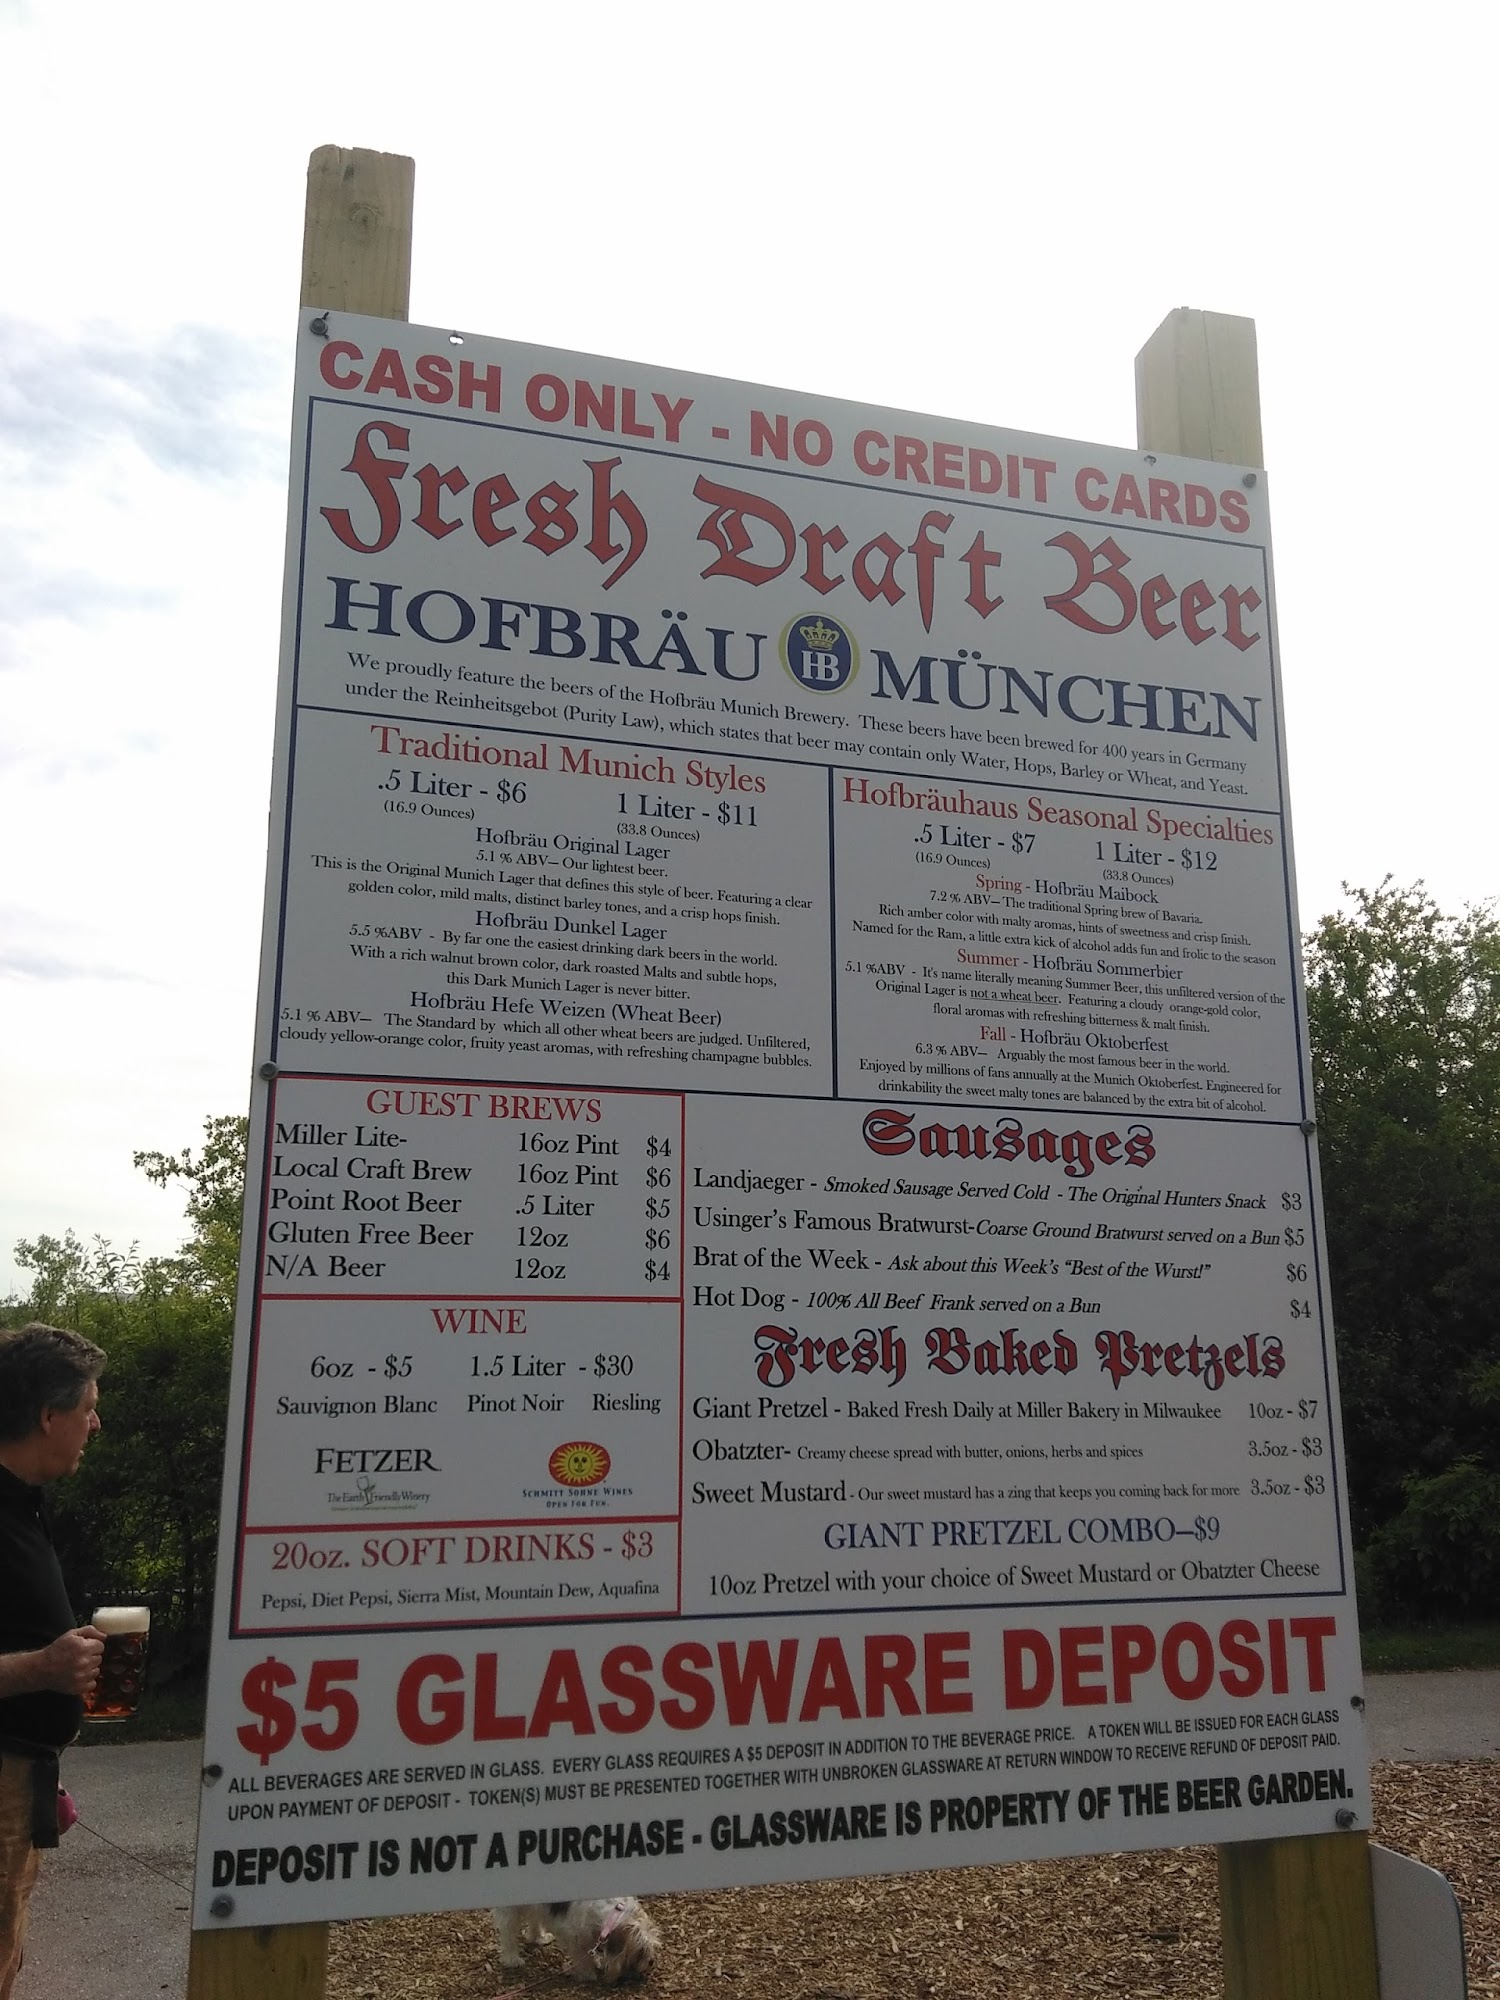 CASH ONLY - NO CREDIT CARDS
Fresh Draft Beer
HOFBRÄU HB MÜNCHEN
We proudly feature the beers of the Hofbräu Munich Brewery. These beers have been brewed for 400 years in Germany
under the Reinheitsgebot (Purity Law), which states that beer may contain only Water, Hops, Barley or Wheat, and Yeast.
Traditional Munich Styles
.5 Liter - $6 1 Liter - $11
(16.9 Ounces) (33.8 Ounces)
Hofbräu Original Lager
5.1 % ABV— Our lightest beer.
This is the Original Munich Lager that defines this style of beer. Featuring a clear
golden color, mild malts, distinct barley tones, and a crisp hops finish.
Hofbräu Dunkel Lager
5.5 %ABV - By far one the easiest drinking dark beers in the world.
With a rich walnut brown color, dark roasted Malts and subtle hops,
this Dark Munich Lager is never bitter.
Hofbräu Hefe Weizen (Wheat Beer)
5.1 % ABV— The Standard by which all other wheat beers are judged. Unfiltered,
cloudy yellow-orange color, fruity yeast aromas, with refreshing champagne bubbles.
Hofbräuhaus Seasonal Specialties
.5 Liter - $7 1 Liter - $12
(16.9 Ounces) (33.8 Ounces)
Spring - Hofbräu Maibock
7.2 % ABV— The traditional Spring brew of Bavaria.
Rich amber color with malty aromas, hints of sweetness and crisp finish.
Named for the Ram, a little extra kick of alcohol adds fun and frolic to the season
Summer - Hofbräu Sommerbier
5.1 %ABV - It's name literally meaning Summer Beer, this unfiltered version of the
Original Lager is not a wheat beer. Featuring a cloudy orange-gold color,
floral aromas with refreshing bitterness & malt finish.
Fall - Hofbräu Oktoberfest
6.3 % ABV— Arguably the most famous beer in the world.
Enjoyed by millions of fans annually at the Munich Oktoberfest. Engineered for
drinkability the sweet malty tones are balanced by the extra bit of alcohol.
GUEST BREWS
Miller Lite- 16oz Pint $4
Local Craft Brew 16oz Pint $6
Point Root Beer .5 Liter $5
Gluten Free Beer 12oz $6
N/A Beer 12oz $4
WINE
6oz - $5 1.5 Liter - $30
Sauvignon Blanc Pinot Noir Riesling
FETZER
The Earth Friendly Winery
SCHMITT SOHNE WINES
OPEN FOR FUN.
20oz. SOFT DRINKS - $3
Pepsi, Diet Pepsi, Sierra Mist, Mountain Dew, Aquafina
Sausages
Landjaeger - Smoked Sausage Served Cold - The Original Hunters Snack $3
Usinger's Famous Bratwurst-Coarse Ground Bratwurst served on a Bun $5
Brat of the Week - Ask about this Week's "Best of the Wurst!" $6
Hot Dog - 100% All Beef Frank served on a Bun $4
Fresh Baked Pretzels
Giant Pretzel - Baked Fresh Daily at Miller Bakery in Milwaukee 10oz - $7
Obatzter- Creamy cheese spread with butter, onions, herbs and spices 3.5oz - $3
Sweet Mustard - Our sweet mustard has a zing that keeps you coming back for more 3.5oz - $3
GIANT PRETZEL COMBO—$9
10oz Pretzel with your choice of Sweet Mustard or Obatzter Cheese
$5 GLASSWARE DEPOSIT
ALL BEVERAGES ARE SERVED IN GLASS. EVERY GLASS REQUIRES A $5 DEPOSIT IN ADDITION TO THE BEVERAGE PRICE. A TOKEN WILL BE ISSUED FOR EACH GLASS
UPON PAYMENT OF DEPOSIT - TOKEN(S) MUST BE PRESENTED TOGETHER WITH UNBROKEN GLASSWARE AT RETURN WINDOW TO RECEIVE REFUND OF DEPOSIT PAID.
DEPOSIT IS NOT A PURCHASE - GLASSWARE IS PROPERTY OF THE BEER GARDEN.